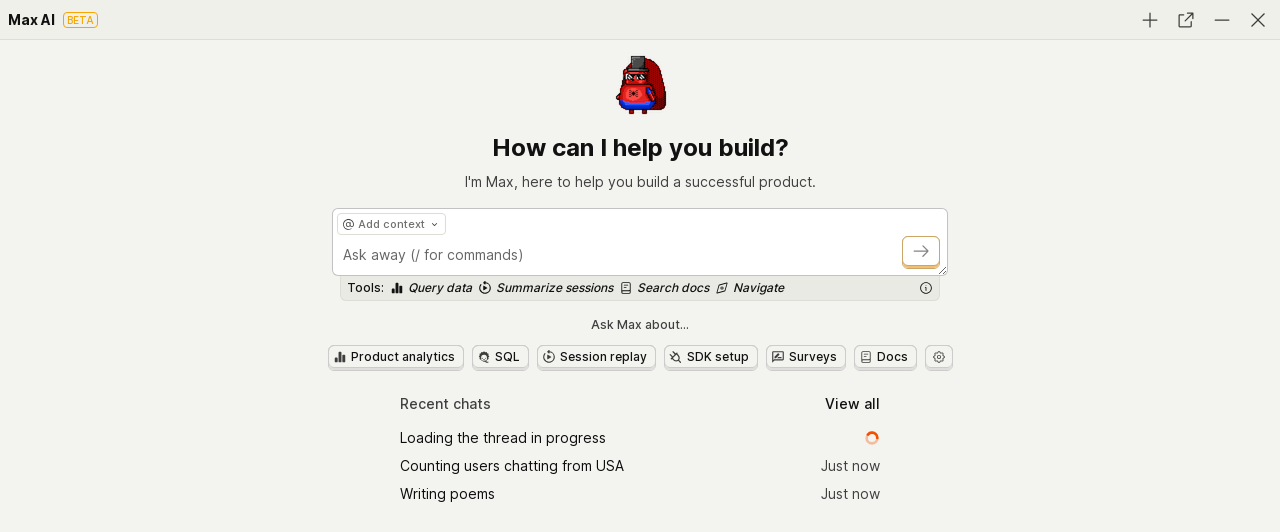 Max AI BETA
How can I help you build?
I'm Max, here to help you build a successful product.
@ Add context
Ask away (/ for commands)
Tools: Query data Summarize sessions Search docs Navigate
Ask Max about...
Product analytics SQL Session replay SDK setup Surveys Docs
Recent chats View all
Loading the thread in progress
Counting users chatting from USA Just now
Writing poems Just now